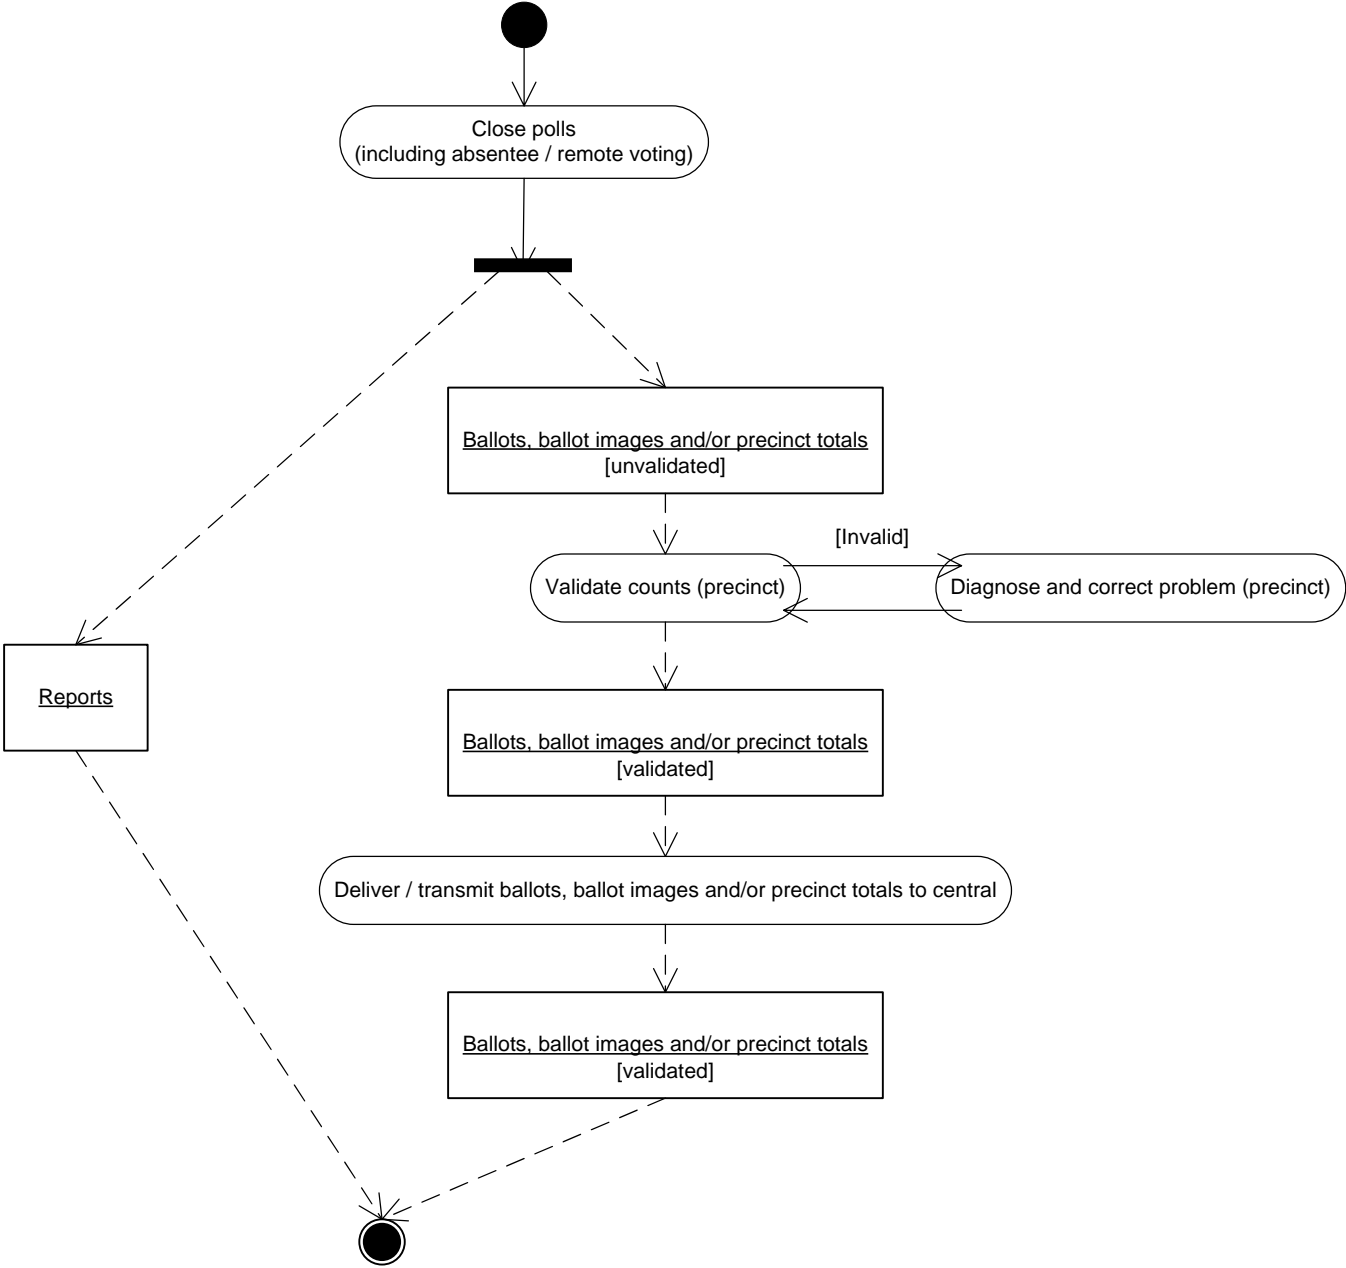 Close polls
(including absentee / remote voting)
Ballots, ballot images and/or precinct totals
[unvalidated]
[Invalid]
Validate counts (precinct)
Diagnose and correct problem (precinct)
Reports
Ballots, ballot images and/or precinct totals
[validated]
Deliver / transmit ballots, ballot images and/or precinct totals to central
Ballots, ballot images and/or precinct totals
[validated]